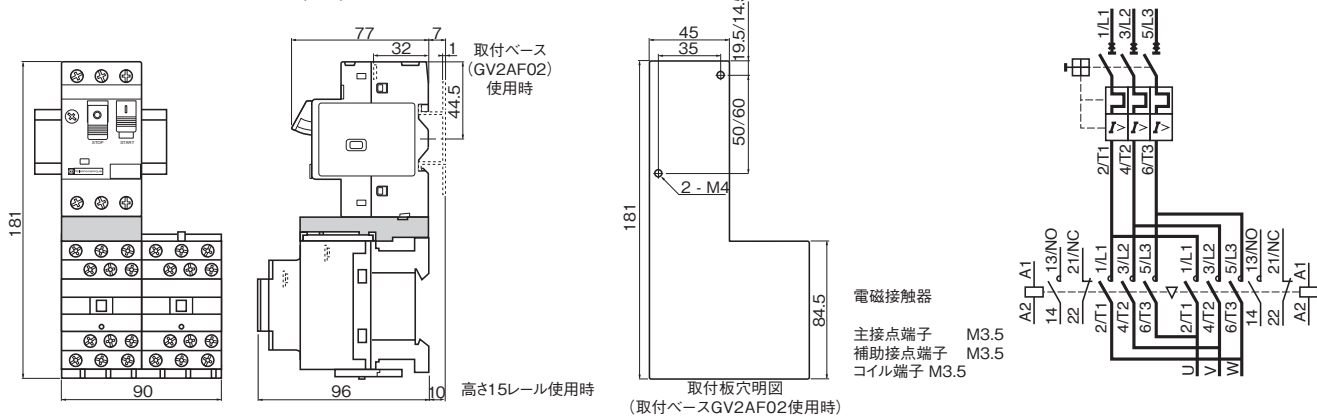 181
90
STOP
START
77
7
32
1
取付ベース
(GV2AF02)
使用時
44.5
96
10
高さ15レール使用時
45
35
19.5/14.5
50/60
2 - M4
181
84.5
取付板穴明図
(取付ベースGV2AF02使用時)
電磁接触器
主接点端子 M3.5
補助接点端子 M3.5
コイル端子 M3.5
1/L1
3/L2
5/L3
I>
I>
I>
2/T1
4/T2
6/T3
A1
A2
13/NO
21/NC
1/L1
3/L2
5/L3
1/L1
3/L2
5/L3
13/NO
21/NC
A1
A2
14
22
2/T1
4/T2
6/T3
2/T1
4/T2
6/T3
14
22
U
V
W